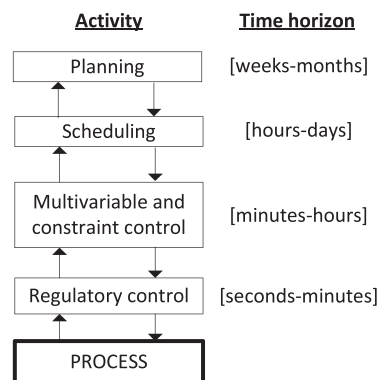 Activity Time horizon
Planning [weeks-months]
Scheduling [hours-days]
Multivariable and
constraint control [minutes-hours]
Regulatory control [seconds-minutes]
PROCESS